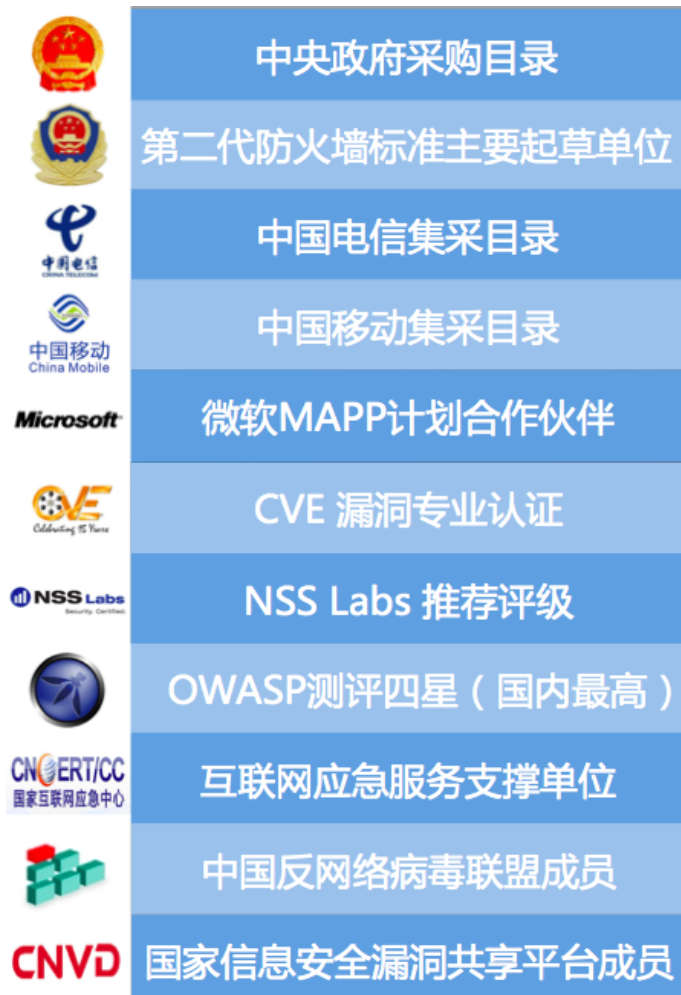 中央政府采购目录
第二代防火墙标准主要起草单位
中国电信
CHINA TELECOM
中国电信集采目录
中国移动
China Mobile
中国移动集采目录
Microsoft
微软MAPP计划合作伙伴
CVE
Celebrating 15 Years
CVE 漏洞专业认证
NSS Labs
Security. Certified.
NSS Labs 推荐评级
OWASP测评四星（国内最高）
CNCERT/CC
国家互联网应急中心
互联网应急服务支撑单位
中国反网络病毒联盟成员
CNVD
国家信息安全漏洞共享平台成员